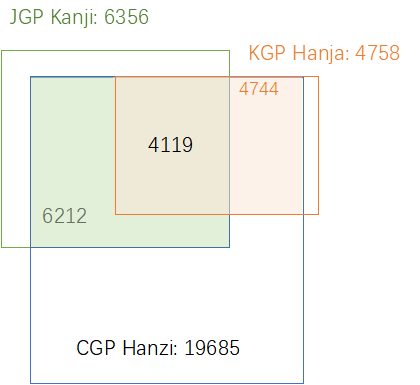 JGP Kanji: 6356
KGP Hanja: 4758
4744
4119
6212
CGP Hanzi: 19685